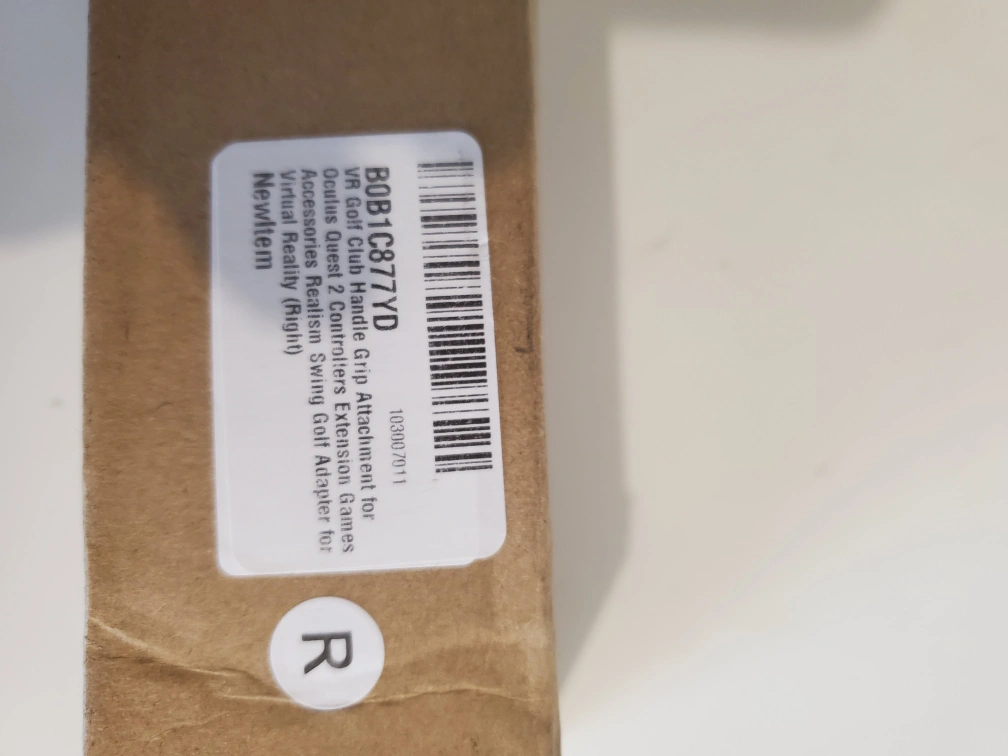 103007011
B0B1C877YD
VR Golf Club Handle Grip Attachment for
Oculus Quest 2 Controllers Extension Games
Accessories Realism Swing Golf Adapter for
Virtual Reality (Right)
NewItem
R